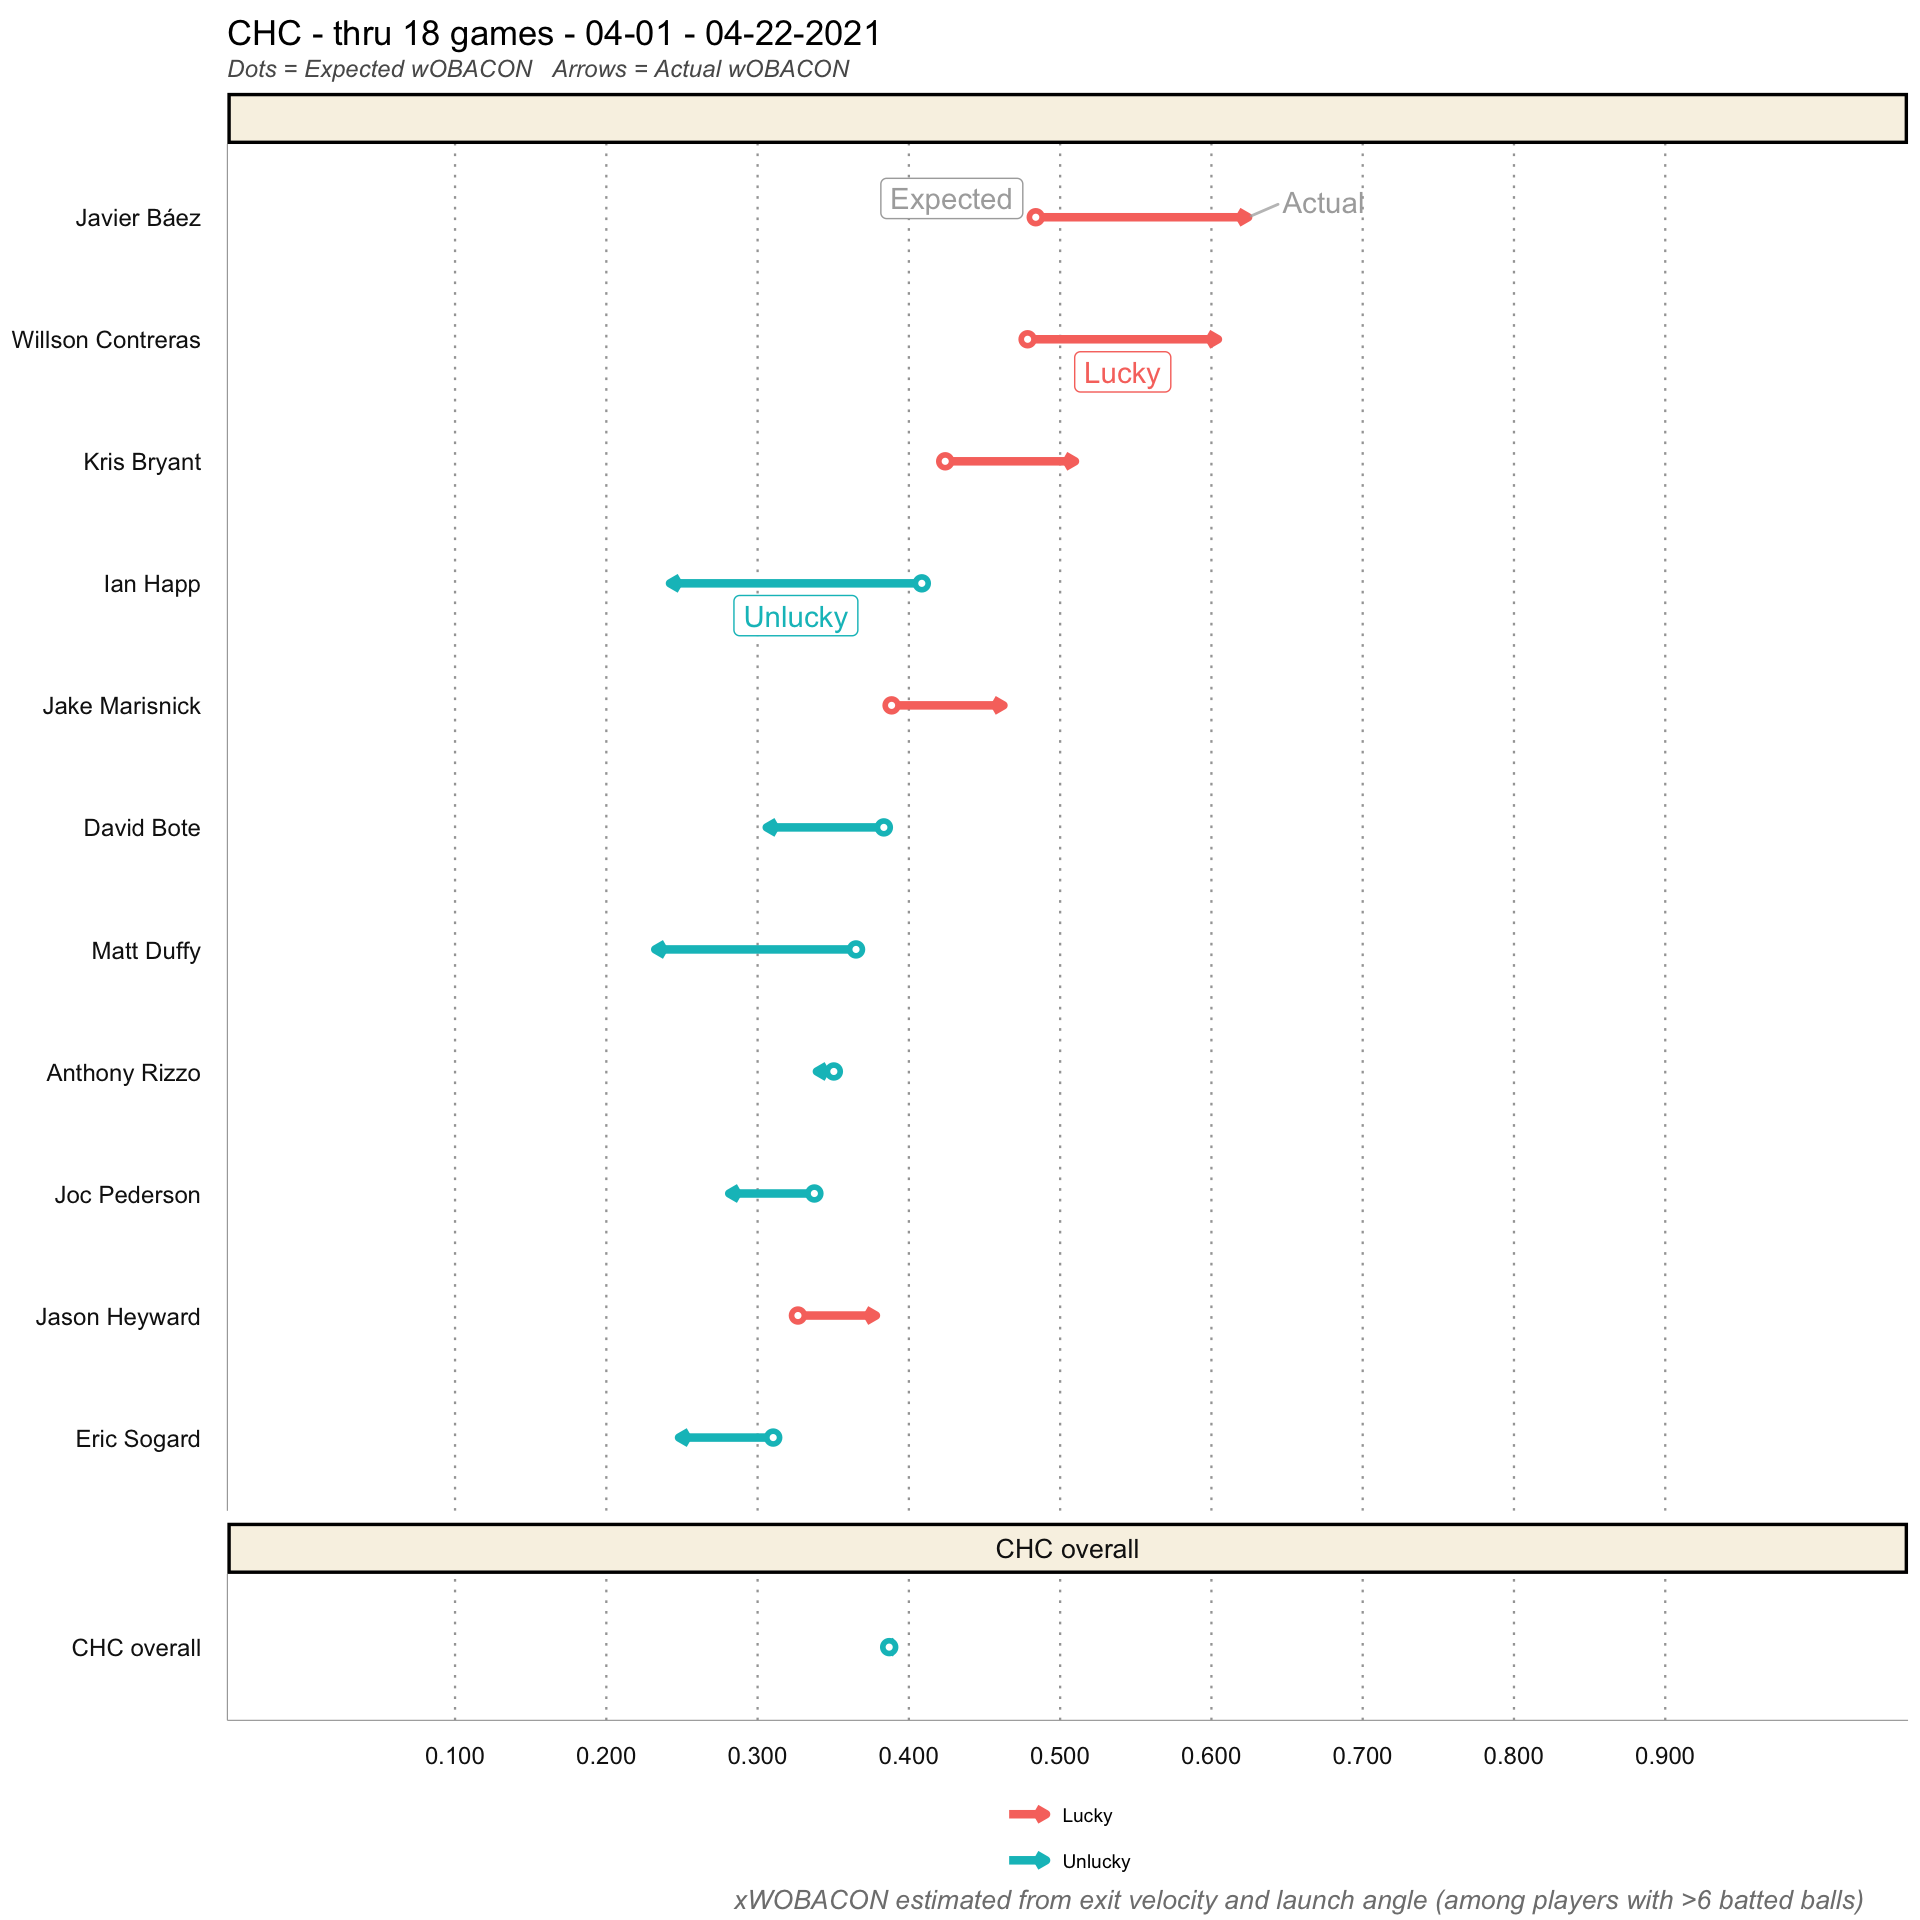 CHC - thru 18 games - 04-01 - 04-22-2021
Dots = Expected wOBACON   Arrows = Actual wOBACON
Javier Báez
Expected
Actual
Willson Contreras
Lucky
Kris Bryant
Ian Happ
Unlucky
Jake Marisnick
David Bote
Matt Duffy
Anthony Rizzo
Joc Pederson
Jason Heyward
Eric Sogard
CHC overall
CHC overall
0.100 0.200 0.300 0.400 0.500 0.600 0.700 0.800 0.900
Lucky
Unlucky
xWOBACON estimated from exit velocity and launch angle (among players with >6 batted balls)